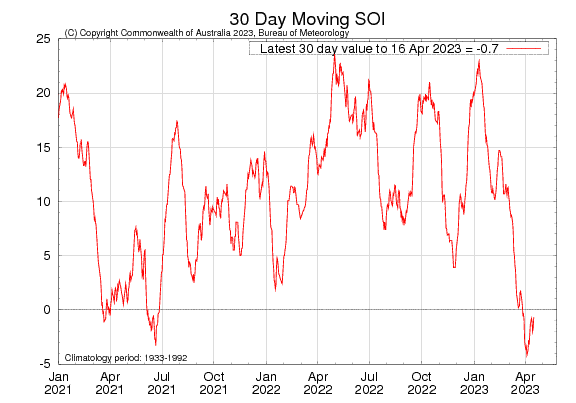 30 Day Moving SOI
(C) Copyright Commonwealth of Australia 2023, Bureau of Meteorology
Latest 30 day value to 16 Apr 2023 = -0.7
25
20
15
10
5
0
-5
Climatology period: 1933-1992
Jan Apr Jul Oct Jan Apr Jul Oct Jan Apr
2021 2021 2021 2021 2022 2022 2022 2022 2023 2023